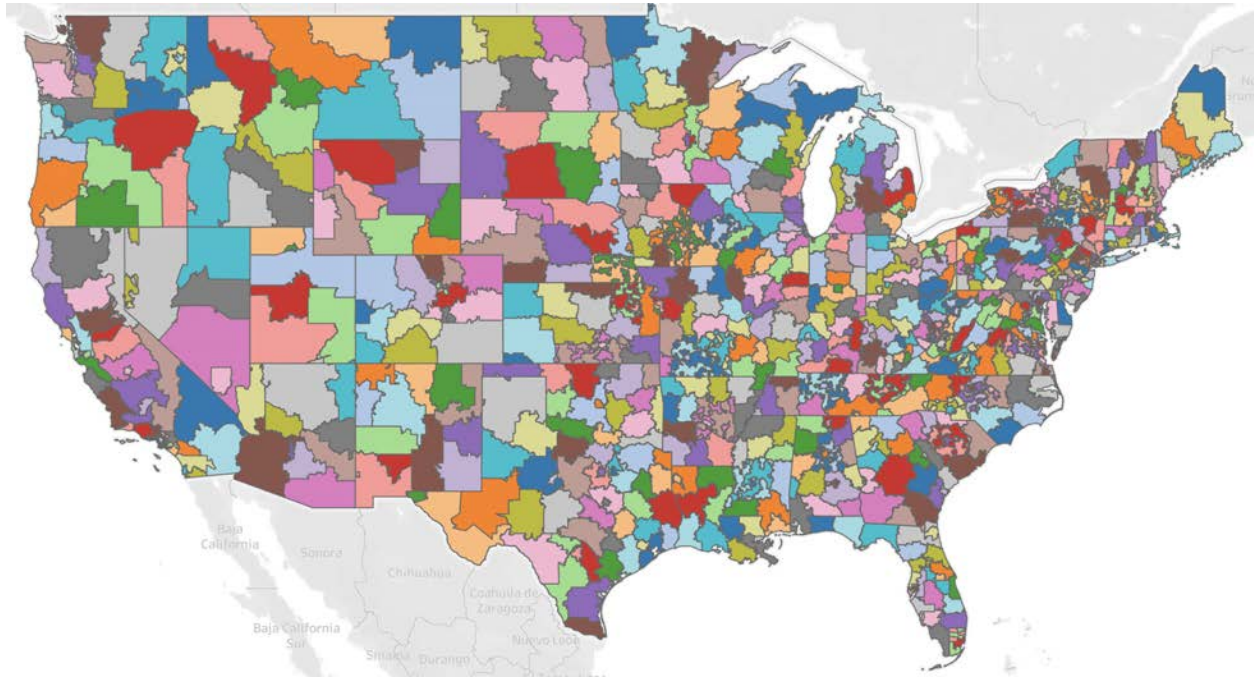 Baja
California
Sonora
Chihuahua
Coahuila de
Zaragoza
Baja California
Sur
Nuevo León
Sinaloa
Durango